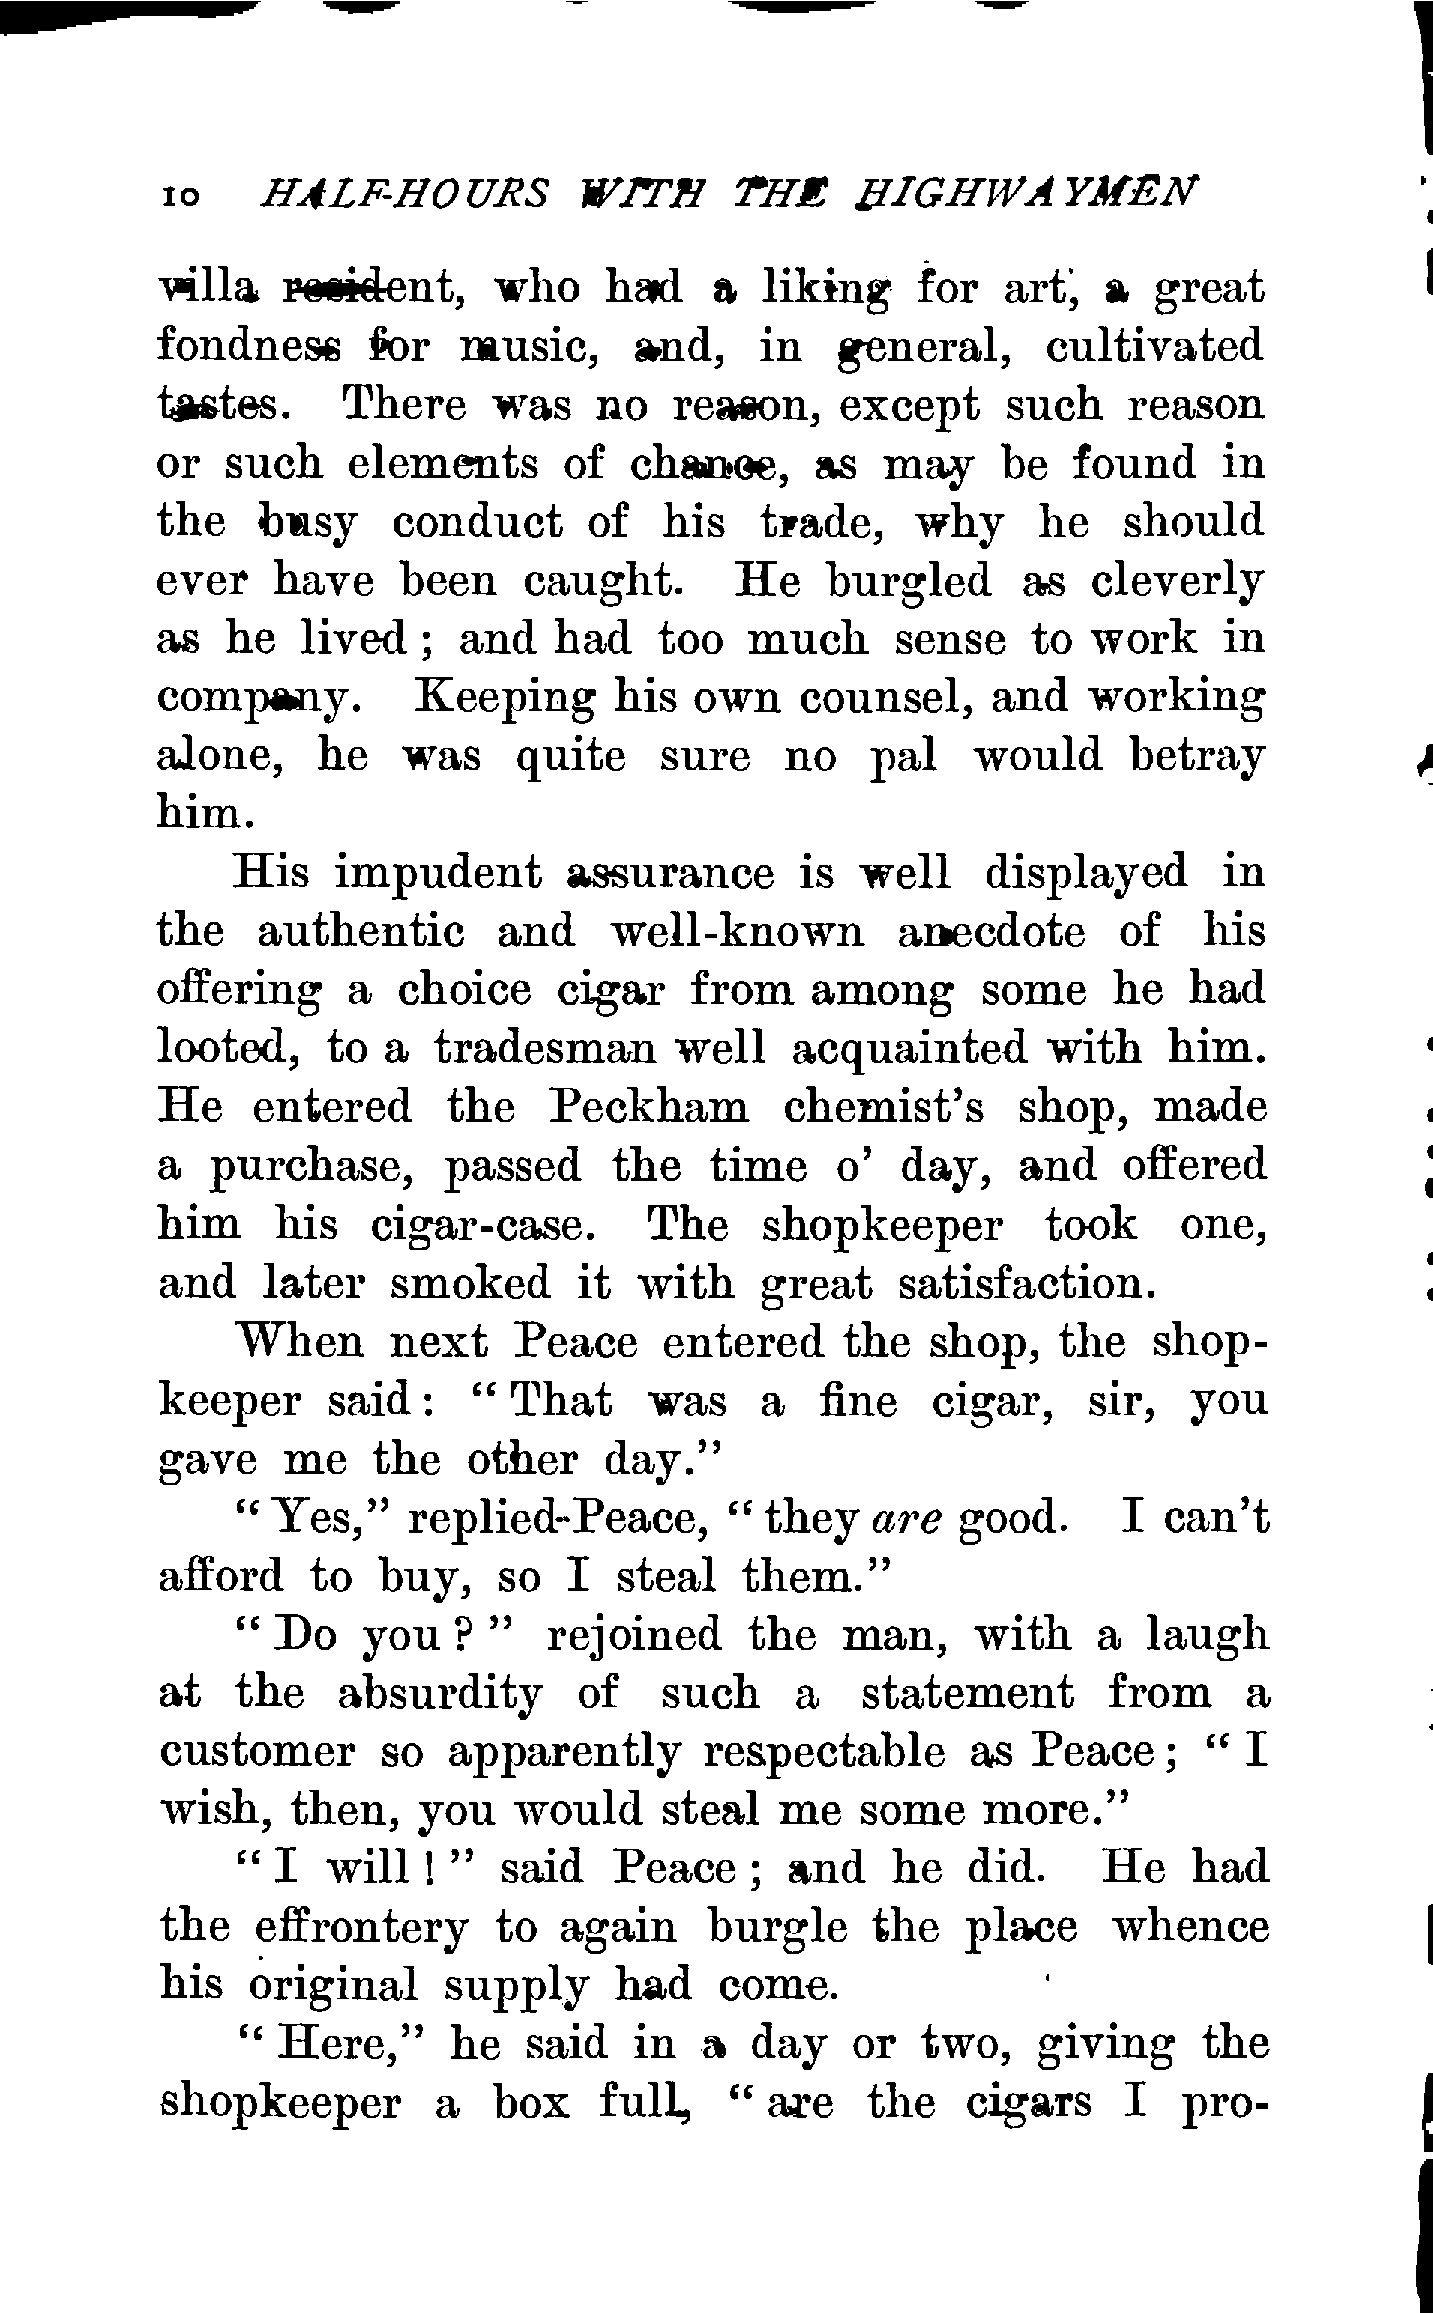 10 HALF-HOURS WITH THE HIGHWAYMEN
villa resident, who had a liking for art, a great
fondness for music, and, in general, cultivated
tastes. There was no reason, except such reason
or such elements of chance, as may be found in
the busy conduct of his trade, why he should
ever have been caught. He burgled as cleverly
as he lived; and had too much sense to work in
company. Keeping his own counsel, and working
alone, he was quite sure no pal would betray
him.
His impudent assurance is well displayed in
the authentic and well-known anecdote of his
offering a choice cigar from among some he had
looted, to a tradesman well acquainted with him.
He entered the Peckham chemist's shop, made
a purchase, passed the time o' day, and offered
him his cigar-case. The shopkeeper took one,
and later smoked it with great satisfaction.
When next Peace entered the shop, the shop-
keeper said: "That was a fine cigar, sir, you
gave me the other day."
"Yes," replied Peace, "they are good. I can't
afford to buy, so I steal them."
"Do you?" rejoined the man, with a laugh
at the absurdity of such a statement from a
customer so apparently respectable as Peace; "I
wish, then, you would steal me some more."
"I will!" said Peace; and he did. He had
the effrontery to again burgle the place whence
his original supply had come.
"Here," he said in a day or two, giving the
shopkeeper a box full, "are the cigars I pro-